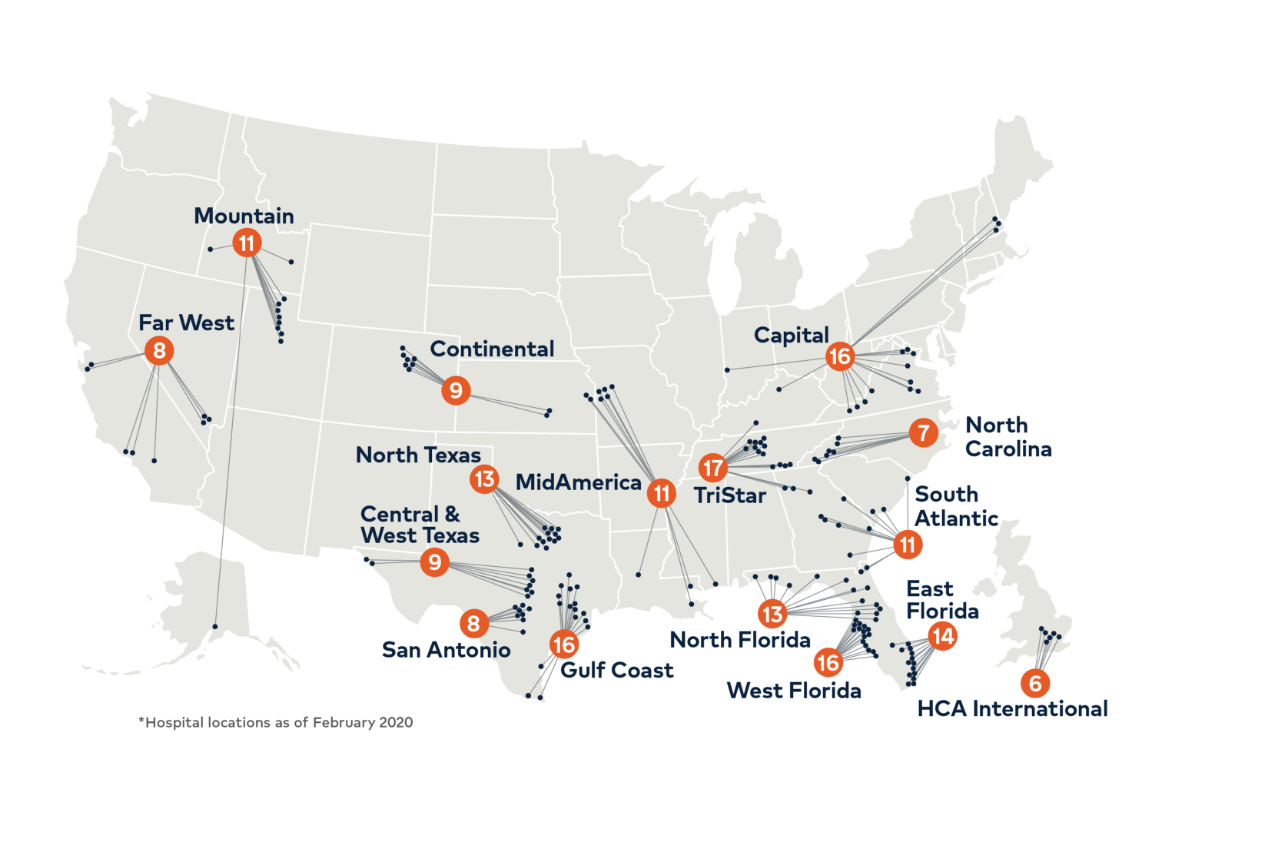 Mountain
11
Far West
8
Continental
9
Capital
16
North
Carolina
7
North Texas
13
MidAmerica
11
17
TriStar
South
Atlantic
11
Central &
West Texas
9
East
Florida
14
San Antonio
8
16
Gulf Coast
13
North Florida
16
West Florida
6
HCA International
*Hospital locations as of February 2020